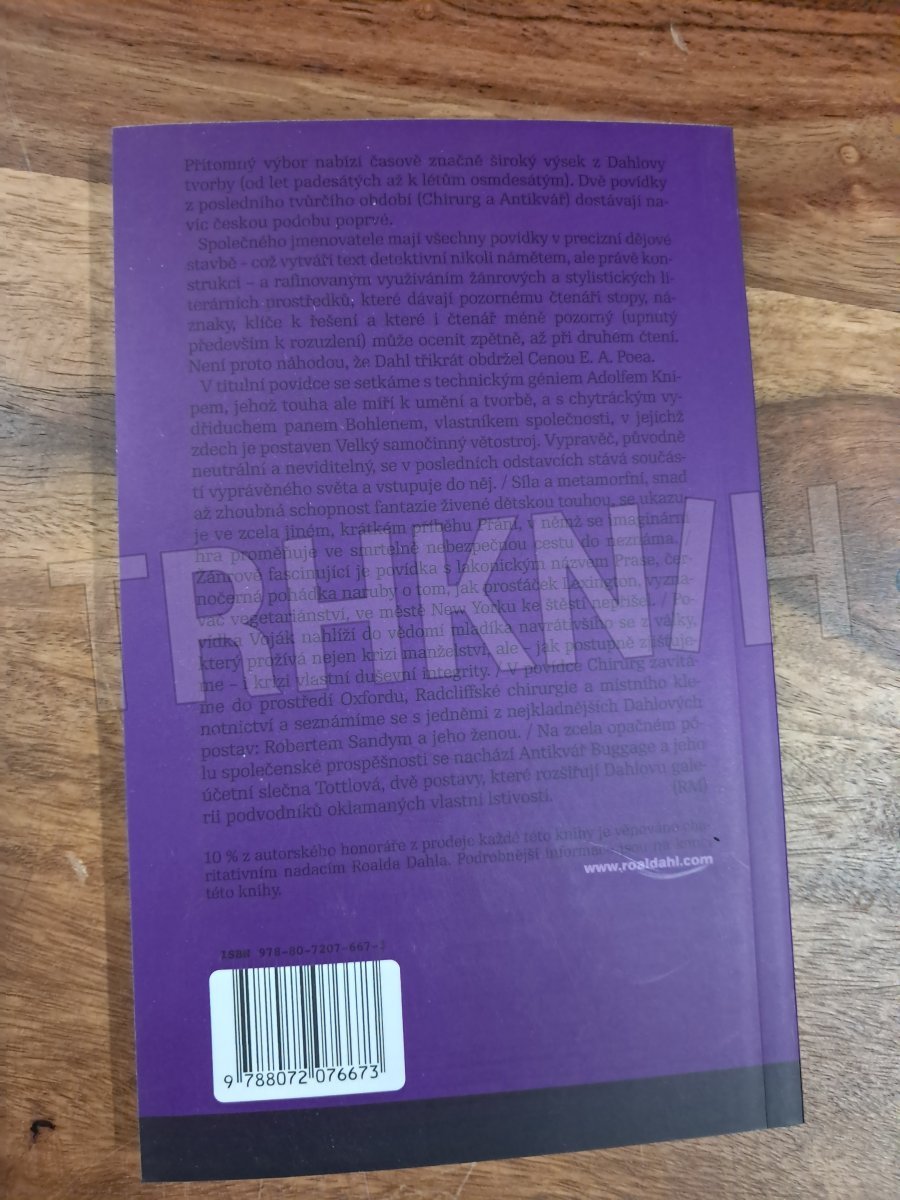 Přítomný výbor nabízí časově značně široký výsek z Dahlovy
tvorby (od let padesátých až k létům osmdesátým). Dvě povídky
z posledního tvůrčího období (Chirurg a Antikvář) dostávají na-
víc českou podobu poprvé.
Společného jmenovatele mají všechny povídky v precizní dějové
stavbě – což vytváří text detektivní nikoli námětem, ale právě kon-
strukcí – a rafinovaným využíváním žánrových a stylistických li-
terárních prostředků, které dávají pozornému čtenáři stopy, ná-
znaky, klíče k řešení a které i čtenář méně pozorný (upnutý
především k rozuzlení) může ocenit zpětně, až při druhém čtení.
Není proto náhodou, že Dahl třikrát obdržel Cenou E. A. Poea.
V titulní povídce se setkáme s technickým géniem Adolfem Kni-
pem, jehož touha ale míří k umění a tvorbě, a s chytráckým vy-
dřiduchem panem Bohlenem, vlastníkem společnosti, v jejichž
zdech je postaven Velký samočinný větostroj. Vypravěč, původně
neutrální a neviditelný, se v posledních odstavcích stává součás-
tí vyprávěného světa a vstupuje do něj. / Síla a metamorfní, snad
až zhoubná schopnost fantazie živené dětskou touhou, se ukazu-
je ve zcela jiném, krátkém příběhu Přání, v němž se imaginární
hra proměňuje ve smrtelně nebezpečnou cestu do neznáma. /
Žánrově fascinující je povídka s lakonickým názvem Prase, čer-
nočerná pohádka naruby o tom, jak prosťáček Lexington, vyzna-
vač vegetariánství, ve městě New Yorku ke štěstí nepřišel. / Po-
vídka Voják nahlíží do vědomí mladíka navrátivšího se z války,
který prožívá nejen krizi manželství, ale – jak postupně zjišťuje-
me – i krizi vlastní duševní integrity. / V povídce Chirurg zavítá-
me do prostředí Oxfordu, Radcliffské chirurgie a místního kle-
notnictví a seznámíme se s jedněmi z nejkladnějších Dahlových
postav: Robertem Sandym a jeho ženou. / Na zcela opačném pó-
lu společenské prospěšnosti se nachází Antikvář Buggage a jeho
účetní slečna Tottlová, dvě postavy, které rozšiřují Dahlovu gale-
rii podvodníků oklamaných vlastní lstivostí. (RM)
10 % z autorského honoráře z prodeje každé této knihy je věnováno cha-
ritativním nadacím Roalda Dahla. Podrobnější informace jsou na konci
této knihy. www.roaldahl.com
ISBN 978-80-7207-667-3
9 788072 076673
TRHKNIH